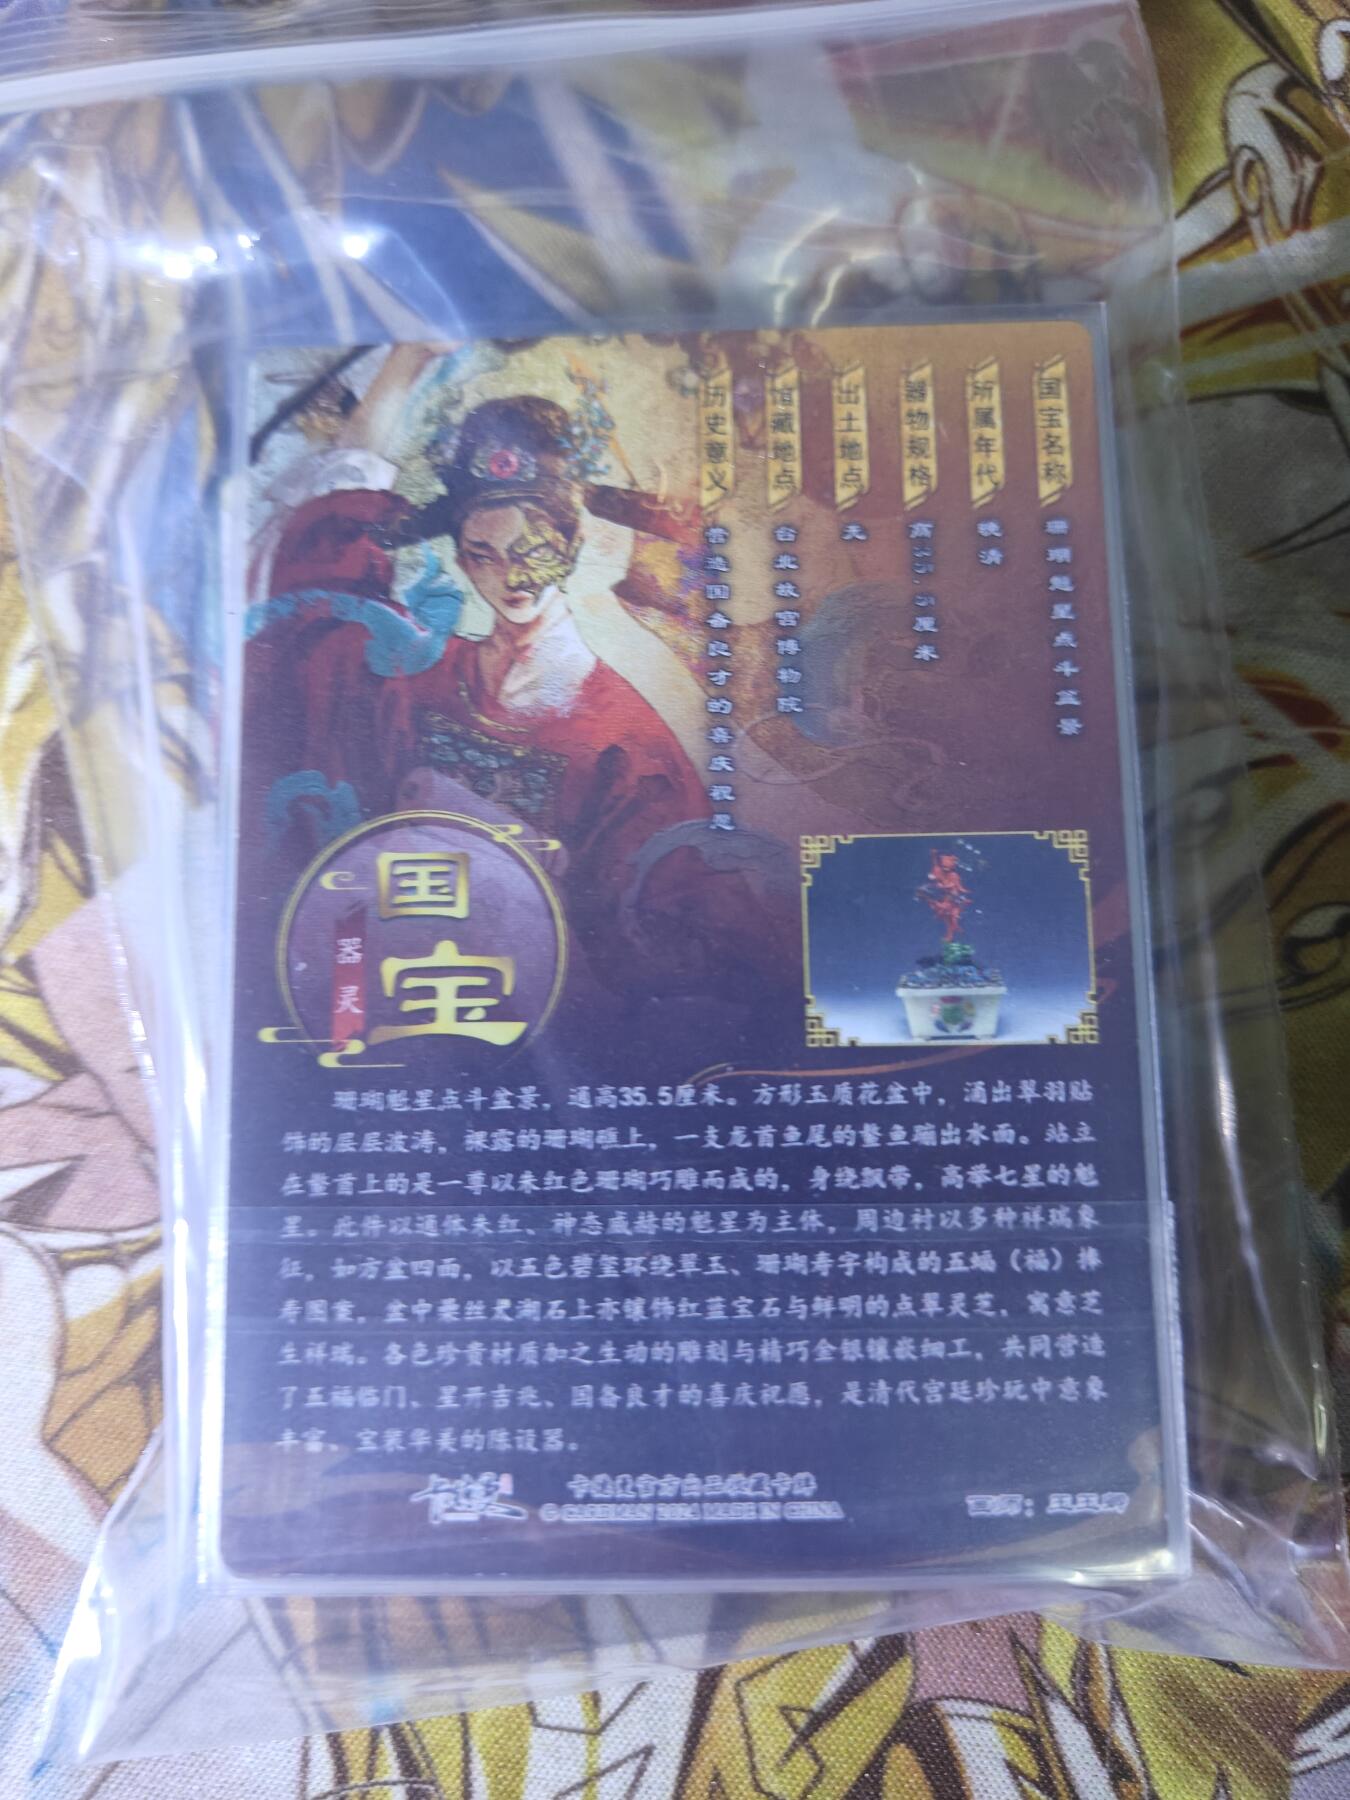 国宝名称
珊瑚魁星点斗盆景
所属年代
晚清
器物规格
高35.5厘米
出土地点
无
馆藏地点
台北故宫博物院
历史意义
营造国备良才的喜庆祝愿
国宝
器灵
珊瑚魁星点斗盆景，通高35.5厘米。方形玉质花盆中，涌出翠羽贴
饰的层层波涛，裸露的珊瑚礁上，一支龙首鱼尾的鳌鱼蹦出水面。站立
在鳌首上的是一尊以朱红色珊瑚巧雕而成的，身绕飘带，高举七星的魁
星。此件以通体朱红、神态威赫的魁星为主体，周边衬以多种祥瑞象
征，如方盆四面，以五色碧玺环绕翠玉、珊瑚寿字构成的五蝠（福）捧
寿图案，盆中垒丝太湖石上亦镶饰红蓝宝石与鲜明的点翠灵芝，寓意芝
生祥瑞。各色珍贵材质加之生动的雕刻与精巧金银镶嵌细工，共同营造
了五福临门、星开吉兆、国备良才的喜庆祝愿，是清代宫廷珍玩中意象
丰富，宝装华美的陈设器。
MADE IN CHINA